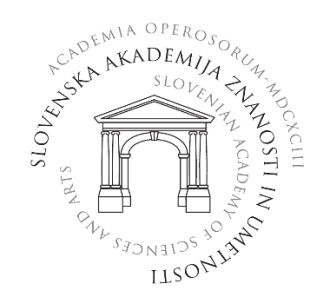 ACADEMIA OPEROSORUM-MDCXCIII
SLOVENSKA AKADEMIJA ZNANOSTI IN UMETNOSTI
SLOVENIAN ACADEMY OF SCIENCES AND ARTS